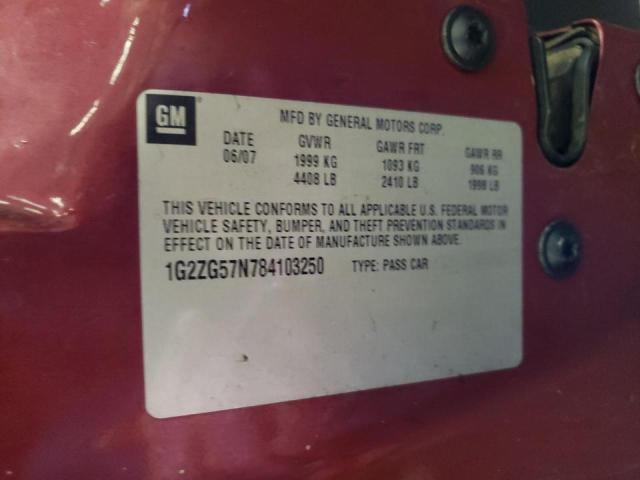 GM®
MFD BY GENERAL MOTORS CORP.
DATE GVWR GAWR FRT GAWR RR
06/07 1999 KG 1093 KG 906 KG
4408 LB 2410 LB 1998 LB
THIS VEHICLE CONFORMS TO ALL APPLICABLE U.S. FEDERAL MOTOR
VEHICLE SAFETY, BUMPER, AND THEFT PREVENTION STANDARDS IN
EFFECT ON THE DATE OF MANUFACTURE SHOWN ABOVE.
1G2ZG57N784103250 TYPE: PASS CAR